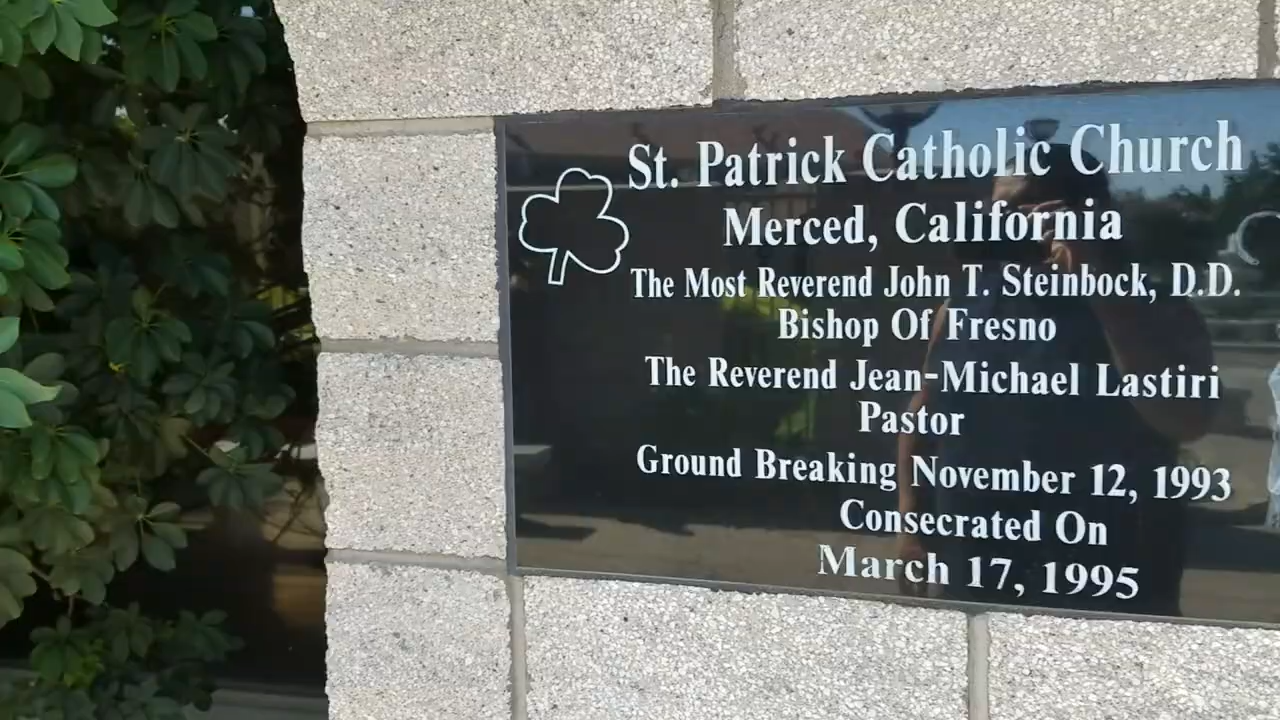 St. Patrick Catholic Church
Merced, California
The Most Reverend John T. Steinbock, D.D.
Bishop Of Fresno
The Reverend Jean-Michael Lastiri
Pastor
Ground Breaking November 12, 1993
Consecrated On
March 17, 1995